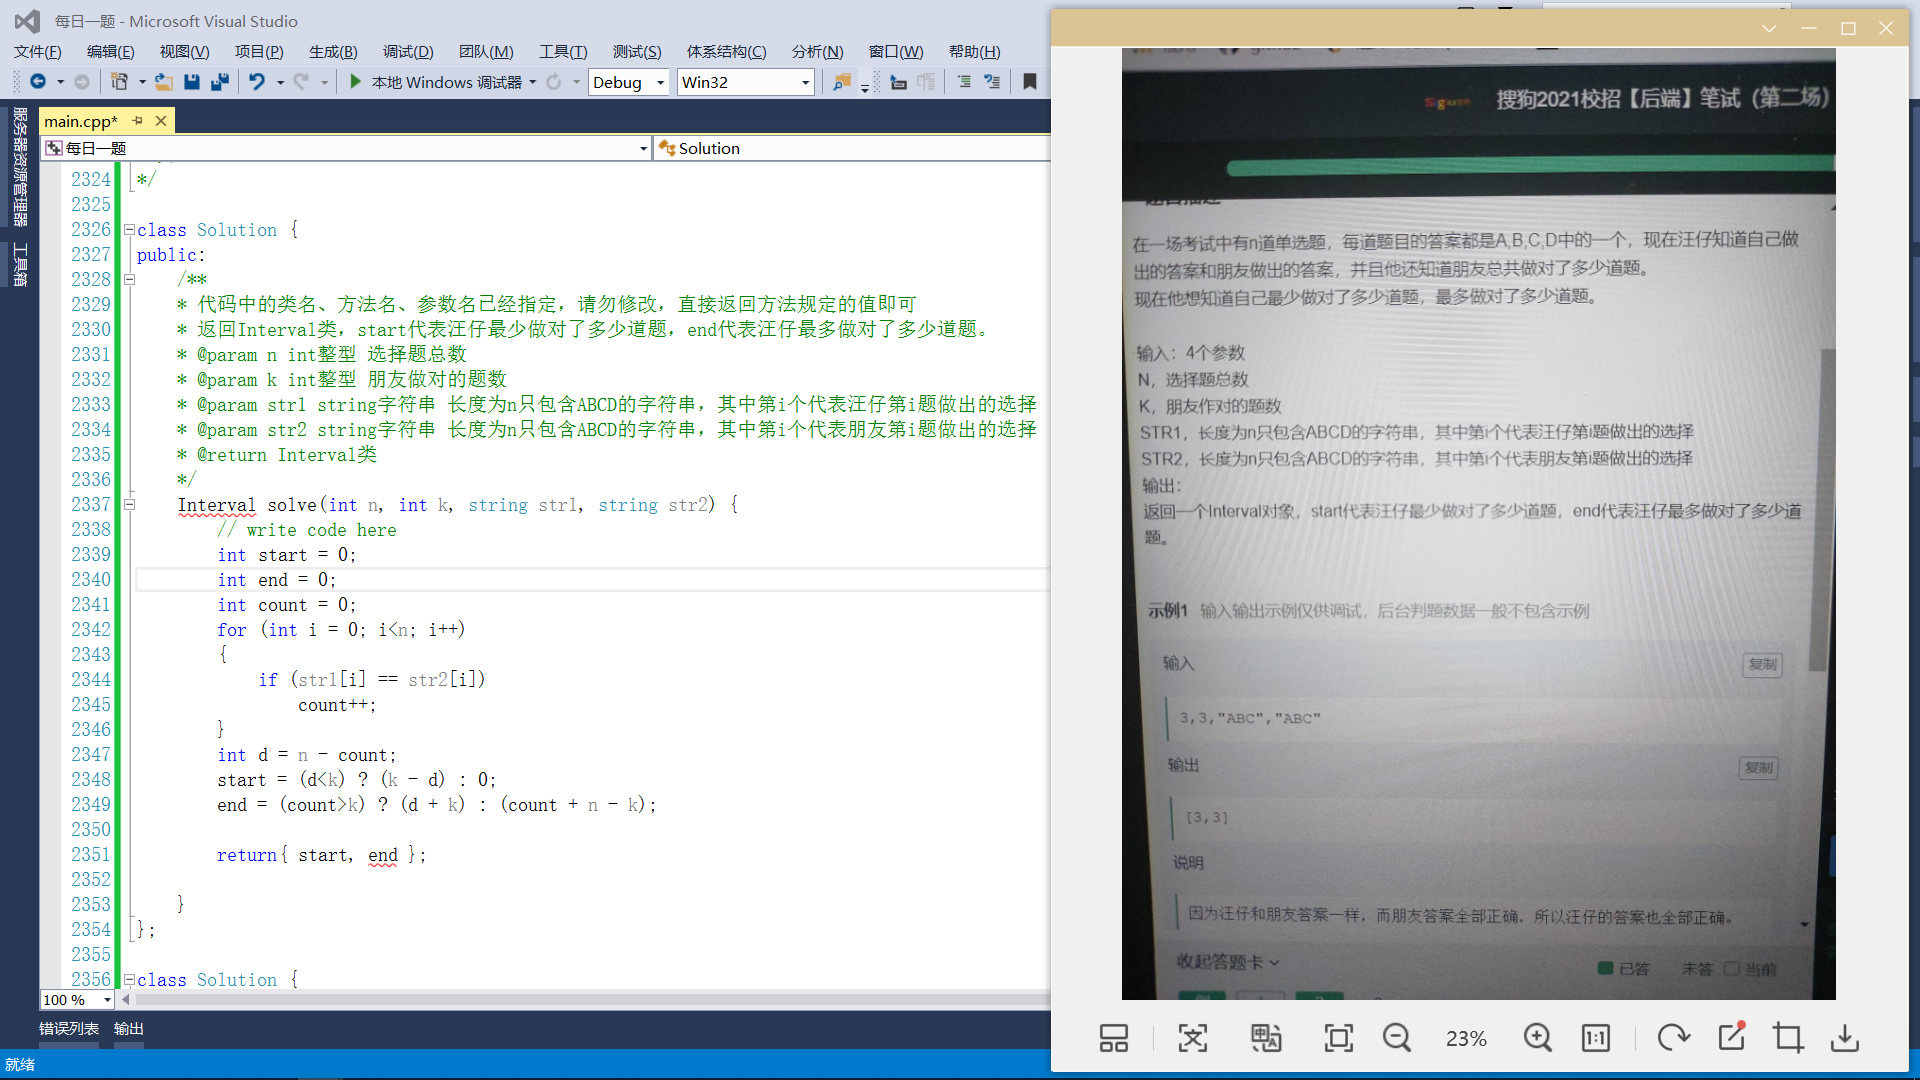 每日一题 - Microsoft Visual Studio
文件(F) 编辑(E) 视图(V) 项目(P) 生成(B) 调试(D) 团队(M) 工具(T) 测试(S) 体系结构(C) 分析(N) 窗口(W) 帮助(H)
本地 Windows 调试器 Debug Win32
服务器资源管理器
工具箱
main.cpp*
每日一题 Solution
2324 */
2325
2326 class Solution {
2327 public:
2328 /**
2329 * 代码中的类名、方法名、参数名已经指定，请勿修改，直接返回方法规定的值即可
2330 * 返回Interval类，start代表汪仔最少做对了多少道题，end代表汪仔最多做对了多少道题。
2331 * @param n int整型 选择题总数
2332 * @param k int整型 朋友做对的题数
2333 * @param str1 string字符串 长度为n只包含ABCD的字符串，其中第i个代表汪仔第i题做出的选择
2334 * @param str2 string字符串 长度为n只包含ABCD的字符串，其中第i个代表朋友第i题做出的选择
2335 * @return Interval类
2336 */
2337 Interval solve(int n, int k, string str1, string str2) {
2338 // write code here
2339 int start = 0;
2340 int end = 0;
2341 int count = 0;
2342 for (int i = 0; i<n; i++)
2343 {
2344 if (str1[i] == str2[i])
2345 count++;
2346 }
2347 int d = n - count;
2348 start = (d<k) ? (k - d) : 0;
2349 end = (count>k) ? (d + k) : (count + n - k);
2350
2351 return{ start, end };
2352
2353 }
2354 };
2355
2356 class Solution {
100 %
错误列表 输出
就绪
搜狗2021校招【后端】笔试（第二场）
在一场考试中有n道单选题，每道题目的答案都是A,B,C,D中的一个，现在汪仔知道自己做
出的答案和朋友做出的答案，并且他还知道朋友总共做对了多少道题。
现在他想知道自己最少做对了多少道题，最多做对了多少道题。
输入：4个参数
N，选择题总数
K，朋友作对的题数
STR1，长度为n只包含ABCD的字符串，其中第i个代表汪仔第i题做出的选择
STR2，长度为n只包含ABCD的字符串，其中第i个代表朋友第i题做出的选择
输出：
返回一个Interval对象，start代表汪仔最少做对了多少道题，end代表汪仔最多做对了多少道
题。
示例1 输入输出示例仅供调试，后台判题数据一般不包含示例
输入 复制
3,3,"ABC","ABC"
输出 复制
[3,3]
说明
因为汪仔和朋友答案一样，而朋友答案全部正确，所以汪仔的答案也全部正确。
收起答题卡 已答 未答 当前
23% 1:1